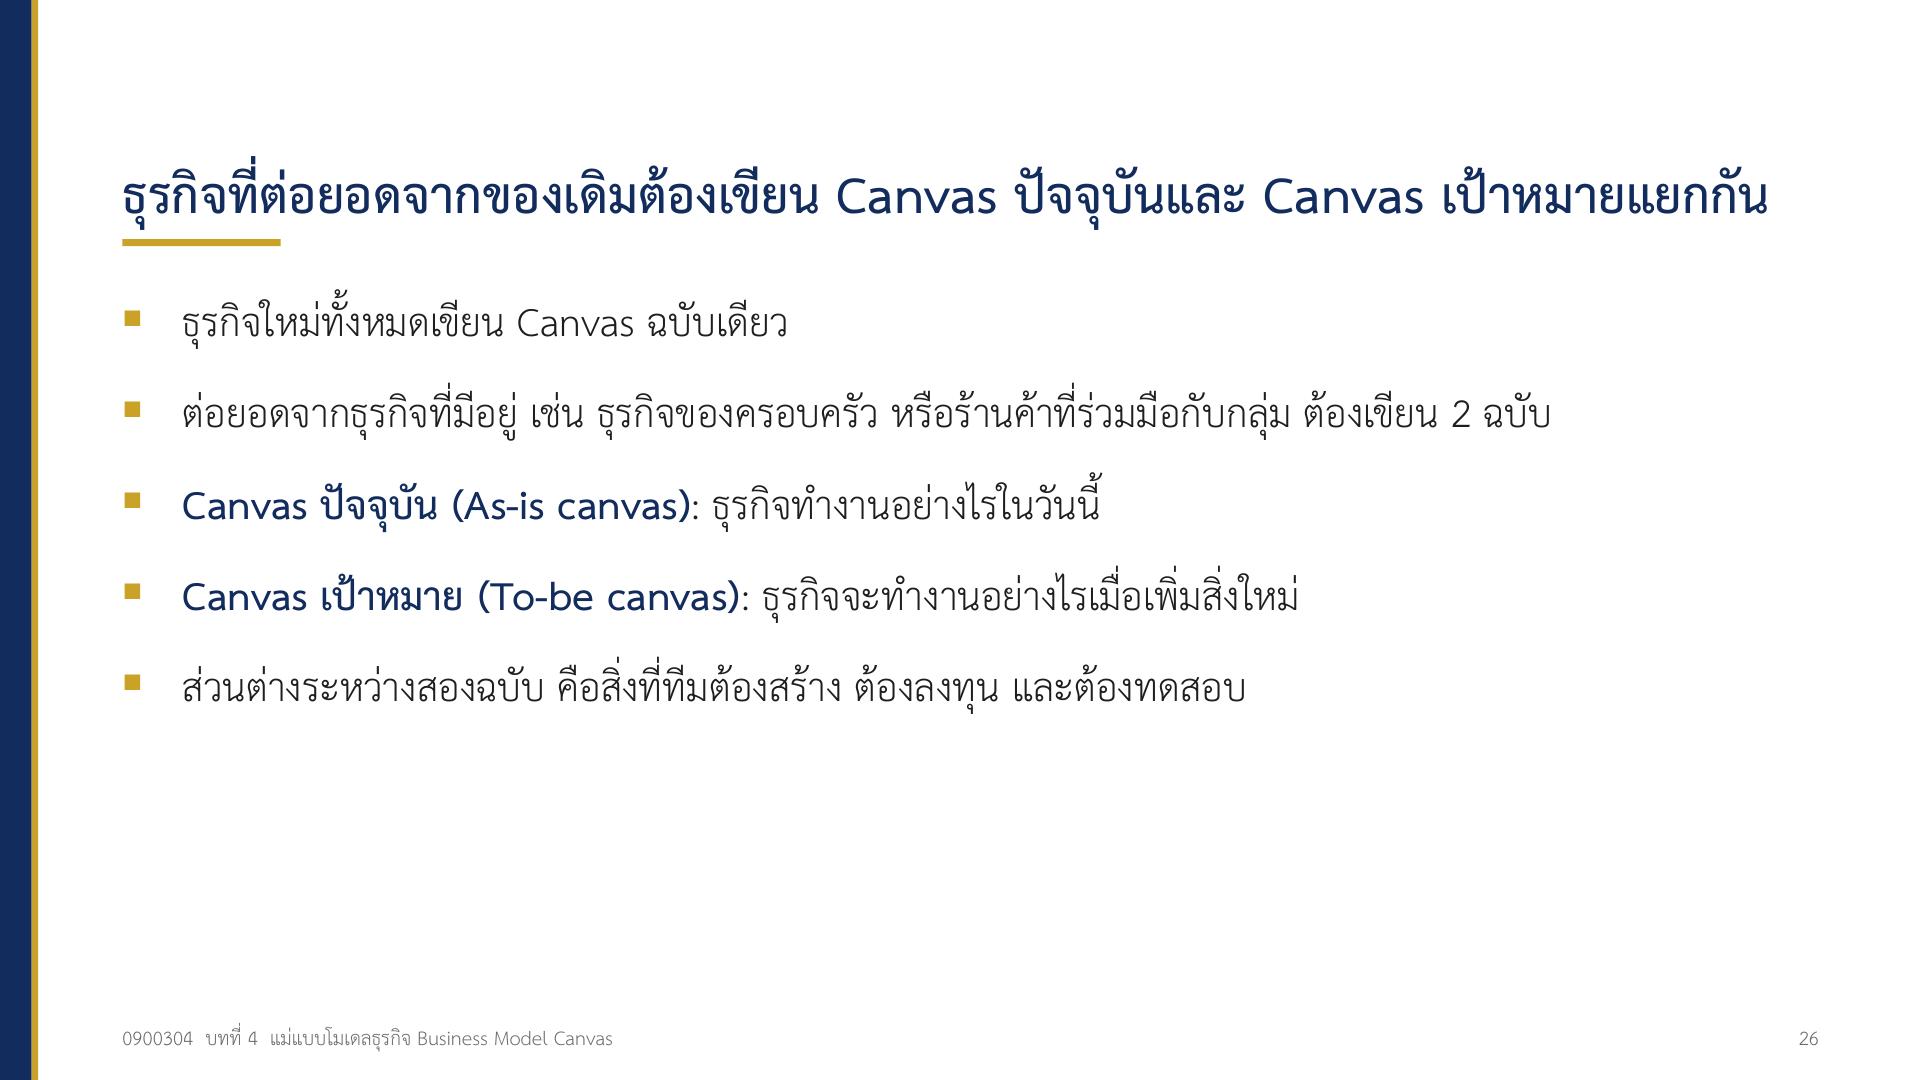 ธุรกิจที่ต่อยอดจากของเดิมต้องเขียน Canvas ปัจจุบันและ Canvas เป้าหมายแยกกัน
ธุรกิจใหม่ทั้งหมดเขียน Canvas ฉบับเดียว
ต่อยอดจากธุรกิจที่มีอยู่ เช่น ธุรกิจของครอบครัว หรือร้านค้าที่ร่วมมือกับกลุ่ม ต้องเขียน 2 ฉบับ
Canvas ปัจจุบัน (As-is canvas): ธุรกิจทำงานอย่างไรในวันนี้
Canvas เป้าหมาย (To-be canvas): ธุรกิจจะทำงานอย่างไรเมื่อเพิ่มสิ่งใหม่
ส่วนต่างระหว่างสองฉบับ คือสิ่งที่ทีมต้องสร้าง ต้องลงทุน และต้องทดสอบ
0900304 บทที่ 4 แม่แบบโมเดลธุรกิจ Business Model Canvas
26